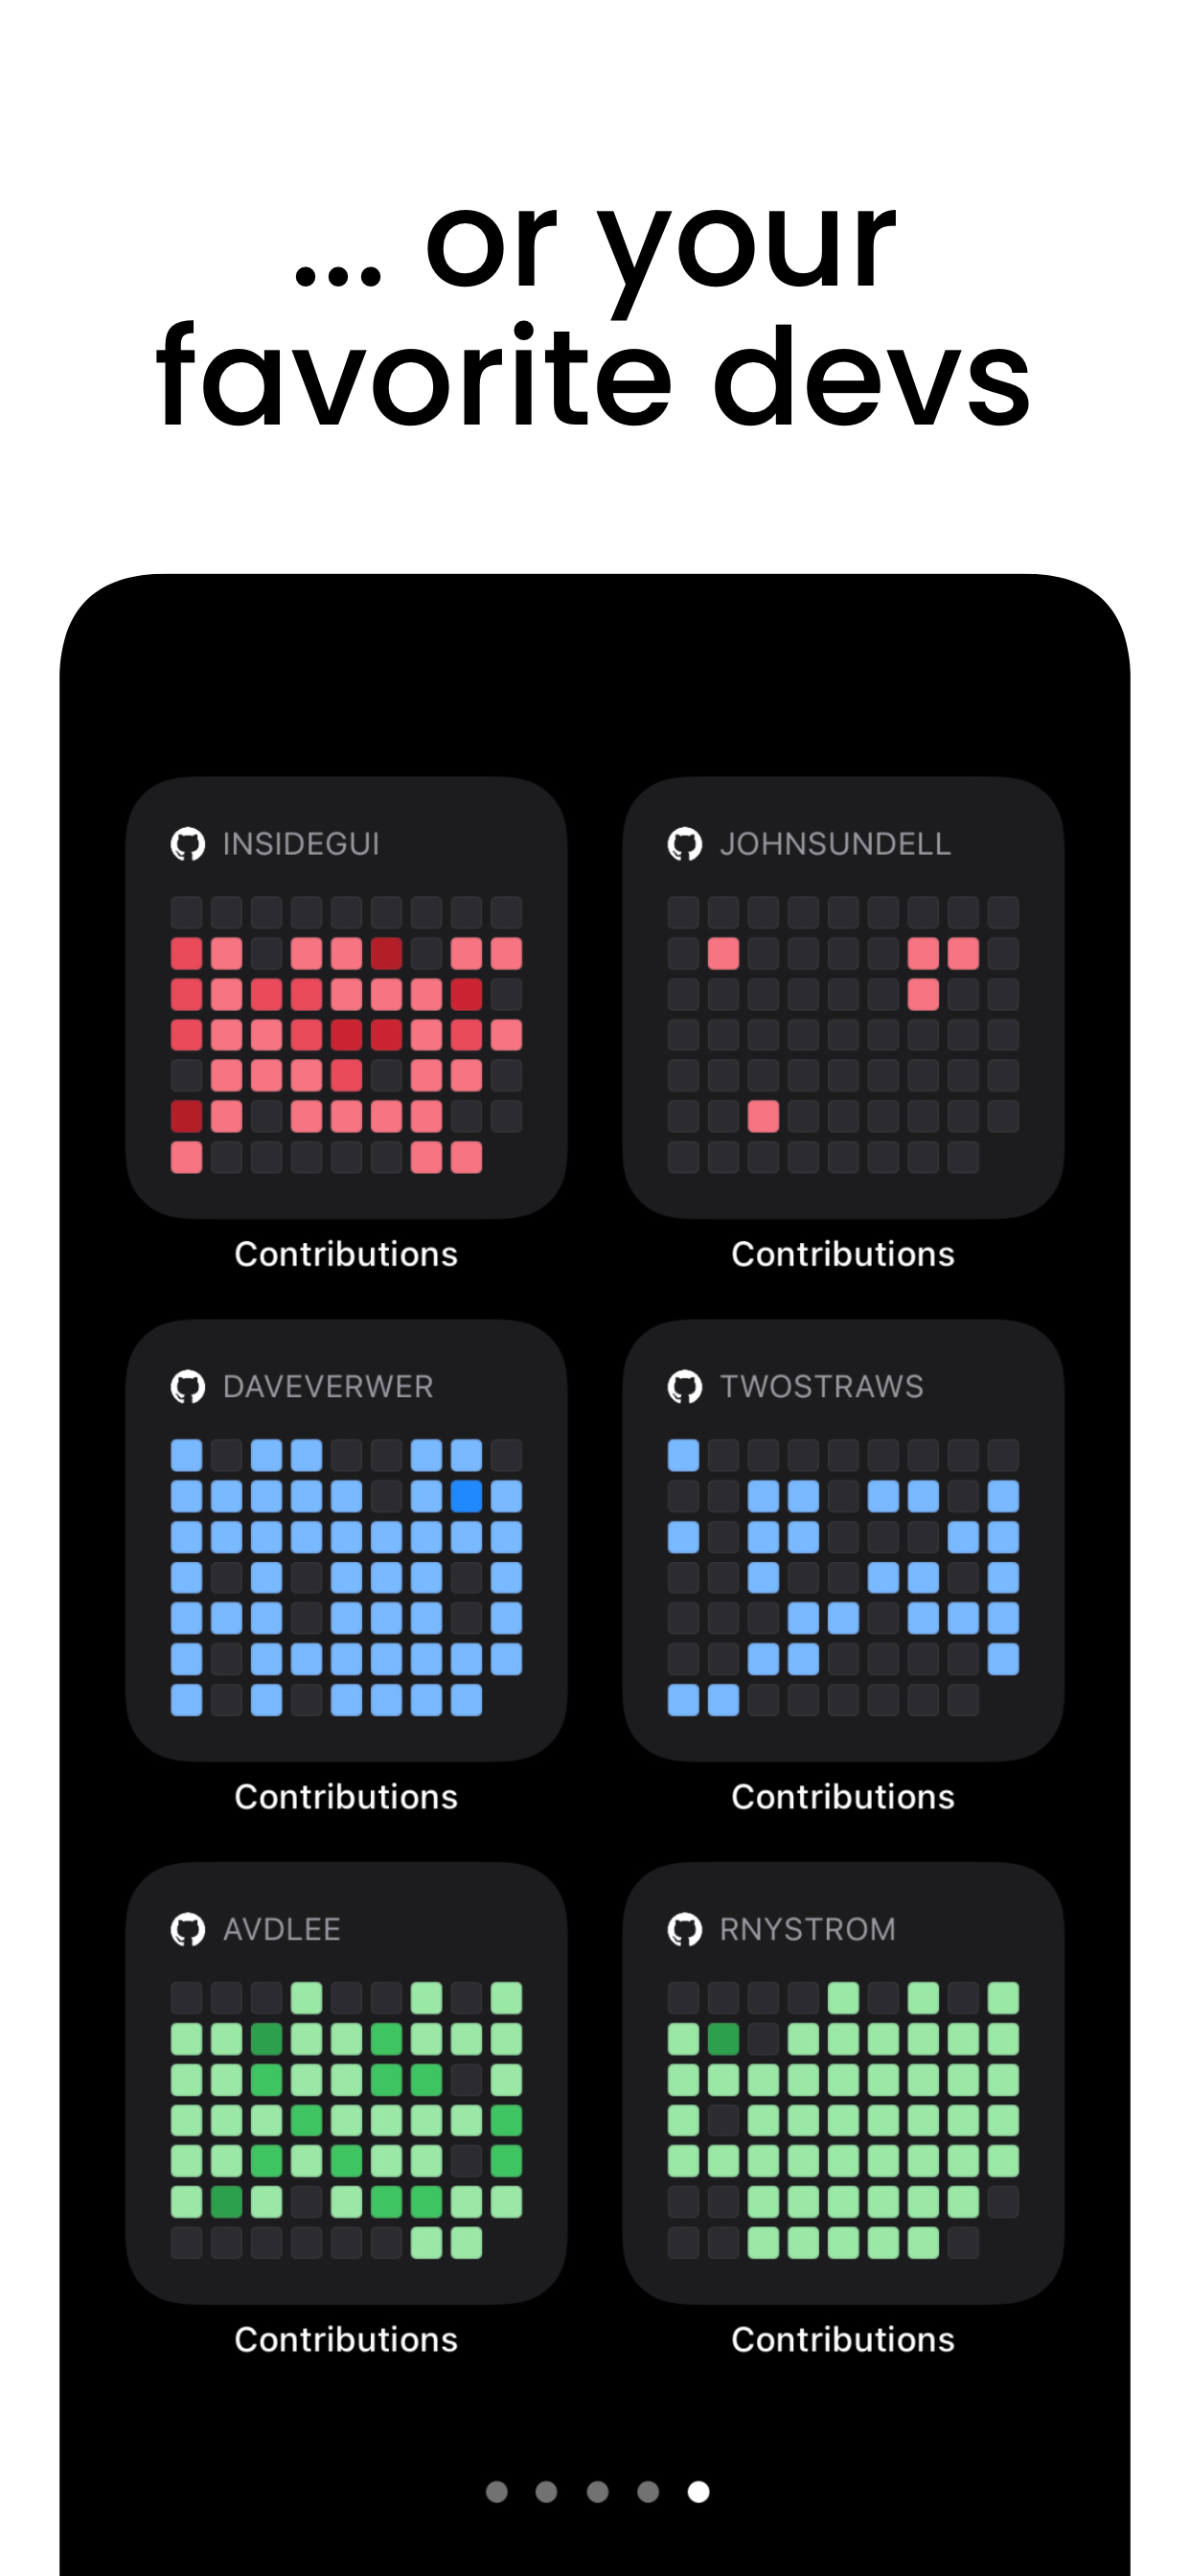 ... or your
favorite devs
INSIDEGUI
JOHNSUNDELL
Contributions
Contributions
DAVEVERWER
TWOSTRAWS
Contributions
Contributions
AVDLEE
RNYSTROM
Contributions
Contributions